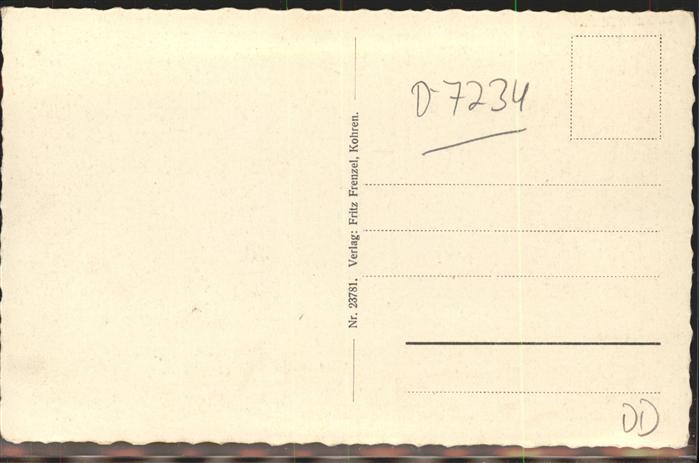 Nr. 23781. Verlag: Fritz Frenzel, Kohren.
D-7234
DD